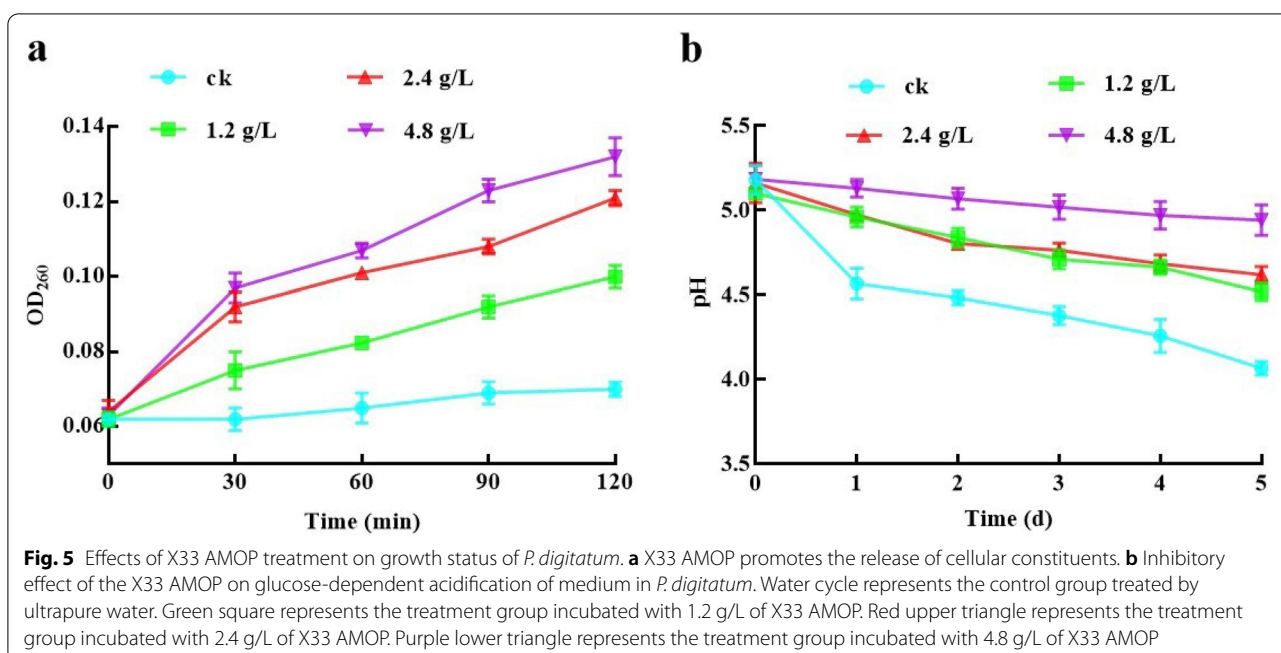 a
ck
2.4 g/L
1.2 g/L
4.8 g/L
0.14
0.12
0.10
0.08
0.06
OD260
0
30
60
90
120
Time (min)
b
ck
1.2 g/L
2.4 g/L
4.8 g/L
5.5
5.0
4.5
4.0
3.5
pH
0
1
2
3
4
5
Time (d)
Fig. 5 Effects of X33 AMOP treatment on growth status of P. digitatum. a X33 AMOP promotes the release of cellular constituents. b Inhibitory
effect of the X33 AMOP on glucose-dependent acidification of medium in P. digitatum. Water cycle represents the control group treated by
ultrapure water. Green square represents the treatment group incubated with 1.2 g/L of X33 AMOP. Red upper triangle represents the treatment
group incubated with 2.4 g/L of X33 AMOP. Purple lower triangle represents the treatment group incubated with 4.8 g/L of X33 AMOP